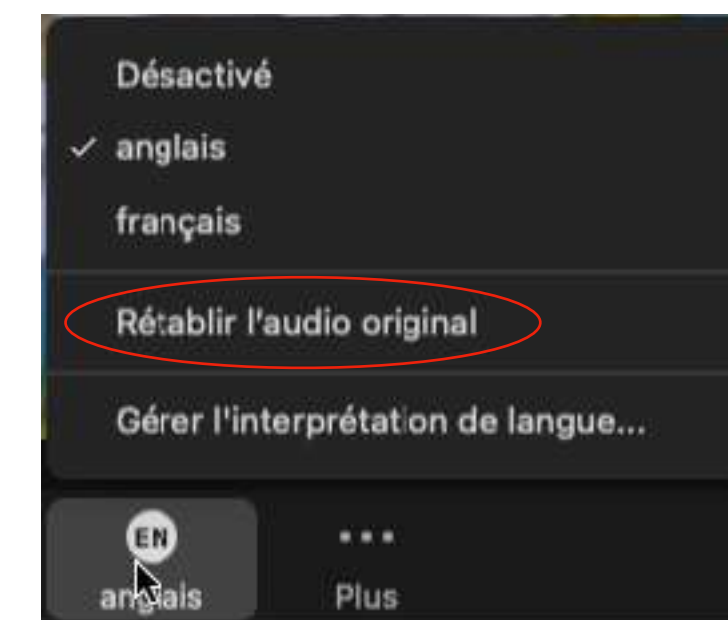 Désactivé
✓ anglais
français
Rétablir l'audio original
Gérer l'interprétation de langue...
EN
anglais
Plus